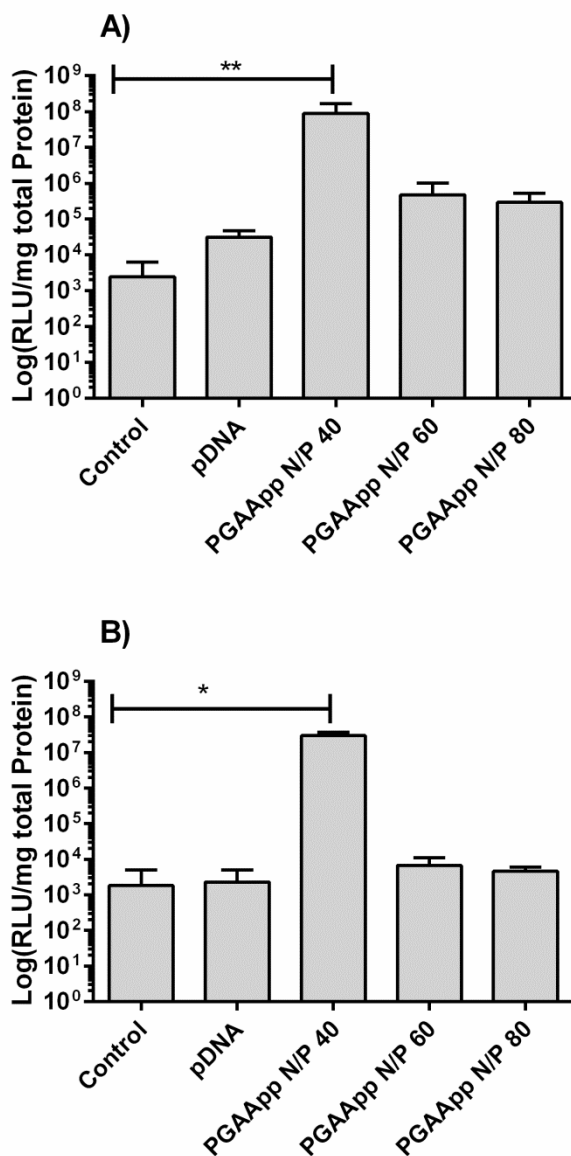 A)
Log(RLU/mg total Protein)
10⁹
10⁸
10⁷
10⁶
10⁵
10⁴
10³
10²
10¹
10⁰
**
Control
pDNA
PGAApp N/P 40
PGAApp N/P 60
PGAApp N/P 80
B)
Log(RLU/mg total Protein)
10⁹
10⁸
10⁷
10⁶
10⁵
10⁴
10³
10²
10¹
10⁰
*
Control
pDNA
PGAApp N/P 40
PGAApp N/P 60
PGAApp N/P 80